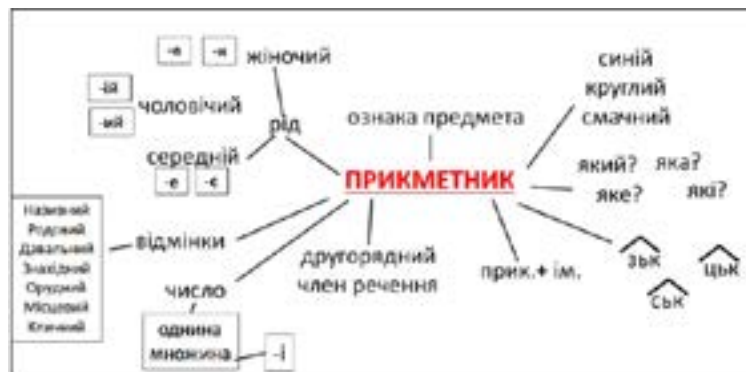 -а -я
жіночий
-ій
-ий
чоловічий
рід
середній
-е -є
ознака предмета
синій
круглий
смачний
ПРИКМЕТНИК
який? яка?
яке? які?
Називний
Родовий
Давальний
Знахідний
Орудний
Місцевий
Кличний
відмінки
число
однина
множина
-і
другорядний
член речення
прик.+ ім.
зьк
цьк
ськ